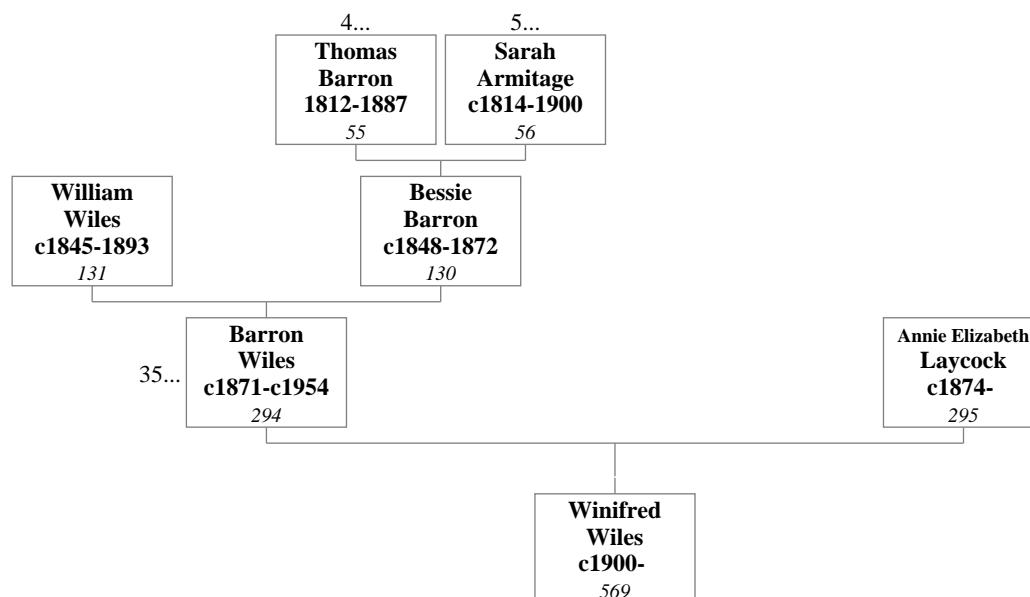 4...
5...
Thomas
Barron
1812-1887
55
Sarah
Armitage
c1814-1900
56
William
Wiles
c1845-1893
131
Bessie
Barron
c1848-1872
130
35...
Barron
Wiles
c1871-c1954
294
Annie Elizabeth
Laycock
c1874-
295
Winifred
Wiles
c1900-
569